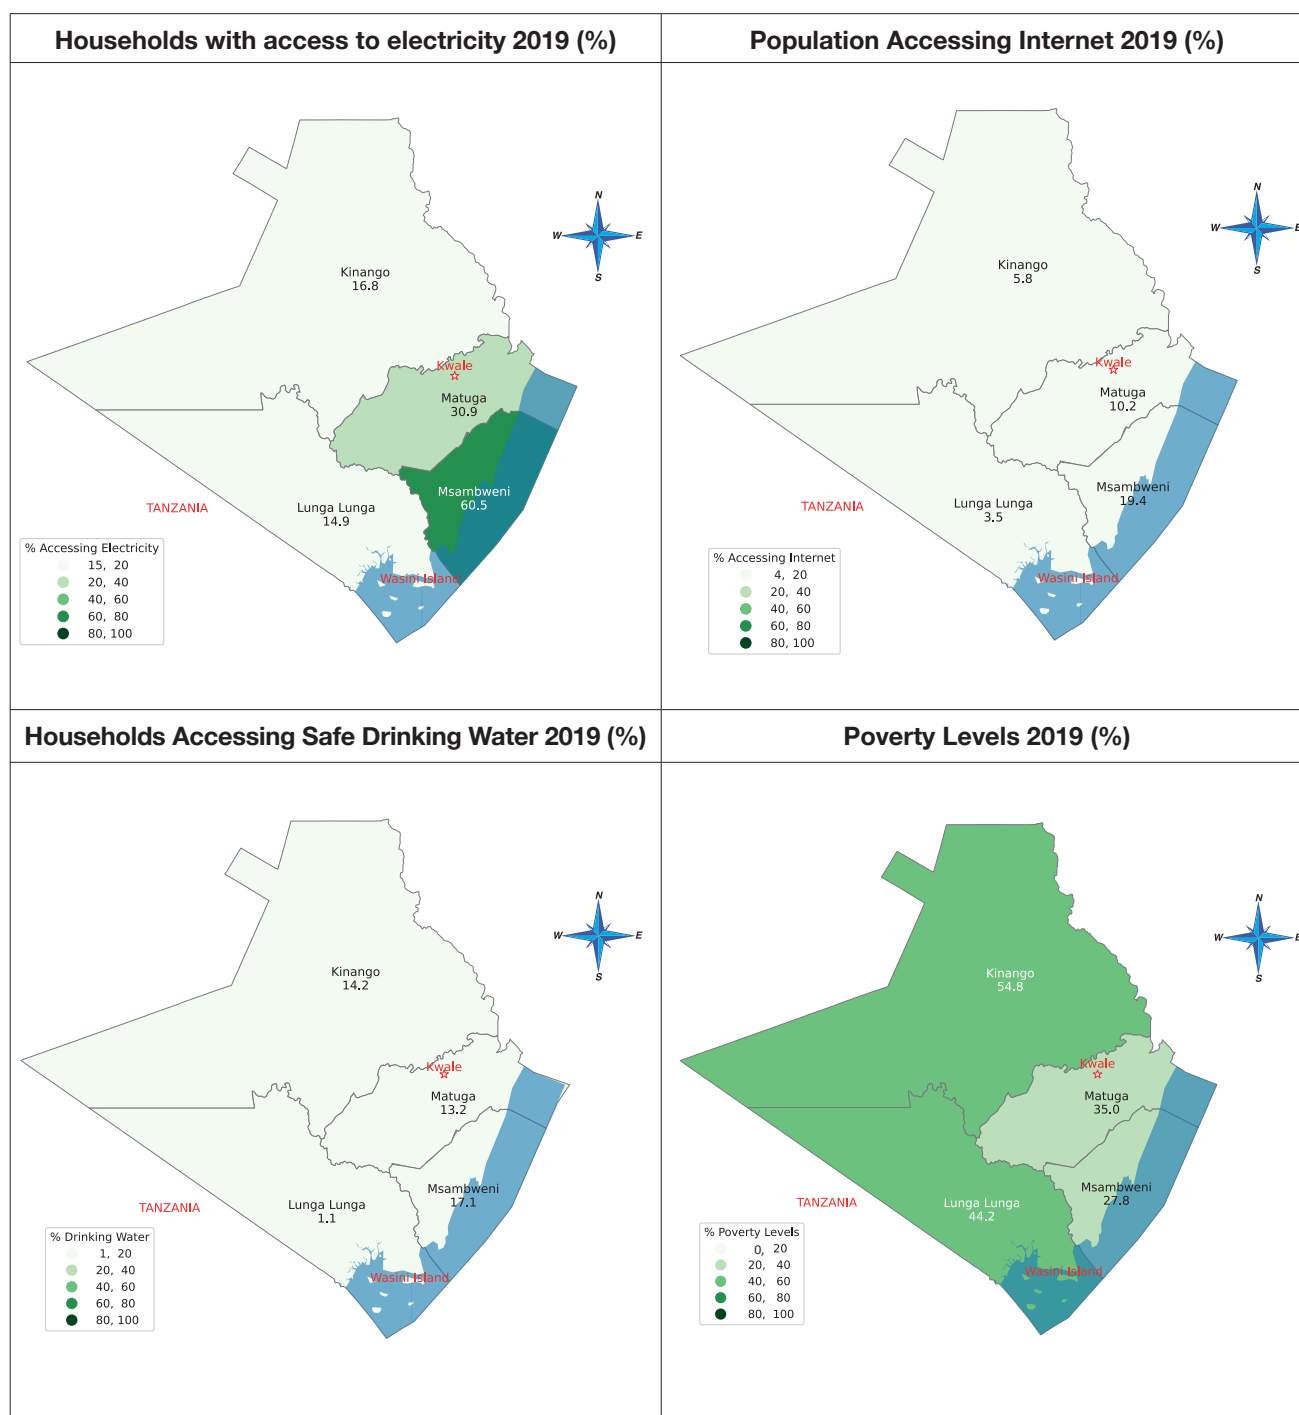 Households with access to electricity 2019 (%)
N
W
E
S
Kinango
16.8
Kwale
Matuga
30.9
Msambweni
60.5
Lunga Lunga
14.9
TANZANIA
Wasini Island
% Accessing Electricity
15, 20
20, 40
40, 60
60, 80
80, 100
Population Accessing Internet 2019 (%)
N
W
E
S
Kinango
5.8
Kwale
Matuga
10.2
Msambweni
19.4
Lunga Lunga
3.5
TANZANIA
Wasini Island
% Accessing Internet
4, 20
20, 40
40, 60
60, 80
80, 100
Households Accessing Safe Drinking Water 2019 (%)
N
W
E
S
Kinango
14.2
Kwale
Matuga
13.2
Msambweni
17.1
Lunga Lunga
1.1
TANZANIA
Wasini Island
% Drinking Water
1, 20
20, 40
40, 60
60, 80
80, 100
Poverty Levels 2019 (%)
N
W
E
S
Kinango
54.8
Kwale
Matuga
35.0
Msambweni
27.8
Lunga Lunga
44.2
TANZANIA
Wasini Island
% Poverty Levels
0, 20
20, 40
40, 60
60, 80
80, 100